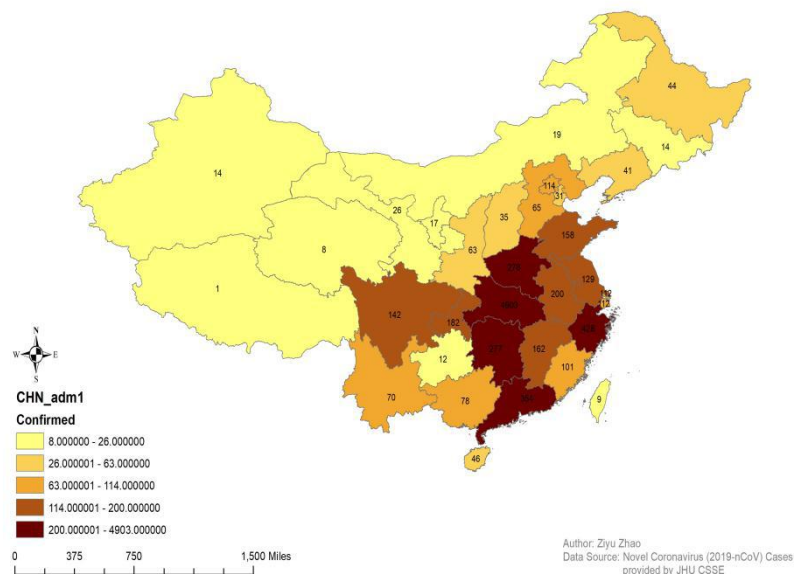 44
19
14
14
41
114
31
26
65
17
35
63
158
8
129
200
1
112
142
182
162
12
101
70
78
9
46
N
W E
S
CHN_adm1
Confirmed
8.000000 - 26.000000
26.000001 - 63.000000
63.000001 - 114.000000
114.000001 - 200.000000
200.000001 - 4903.000000
0 375 750 1,500 Miles
Author: Ziyu Zhao
Data Source: Novel Coronavirus (2019-nCoV) Cases
provided by JHU CSSE